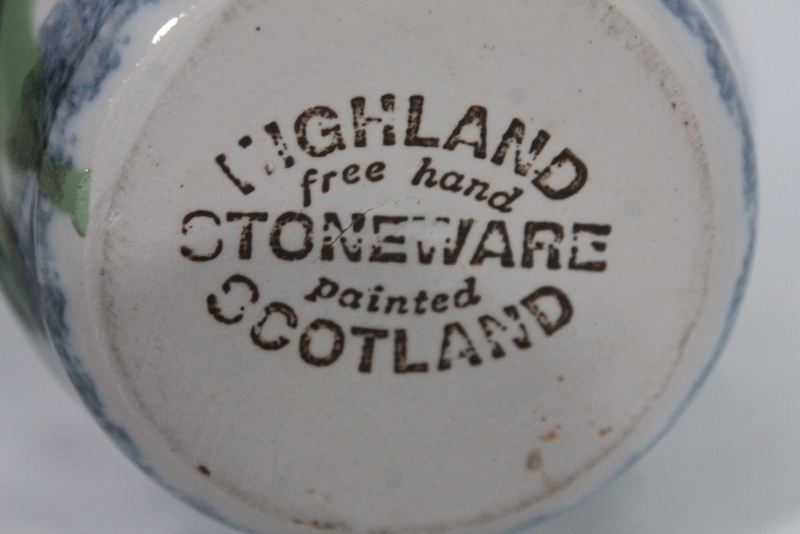 HIGHLAND
free hand
STONEWARE
painted
SCOTLAND